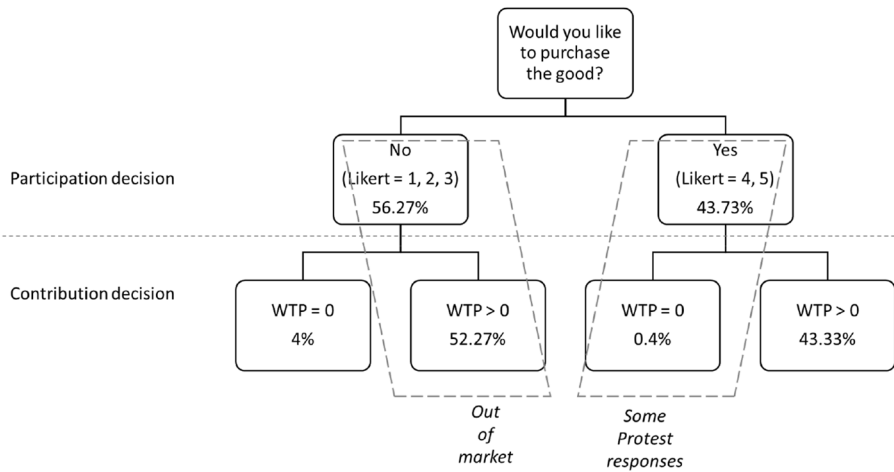 Would you like
to purchase
the good?
Participation decision
No
(Likert = 1, 2, 3)
56.27%
Yes
(Likert = 4, 5)
43.73%
Contribution decision
WTP = 0
4%
WTP > 0
52.27%
WTP = 0
0.4%
WTP > 0
43.33%
Out
of
market
Some
Protest
responses